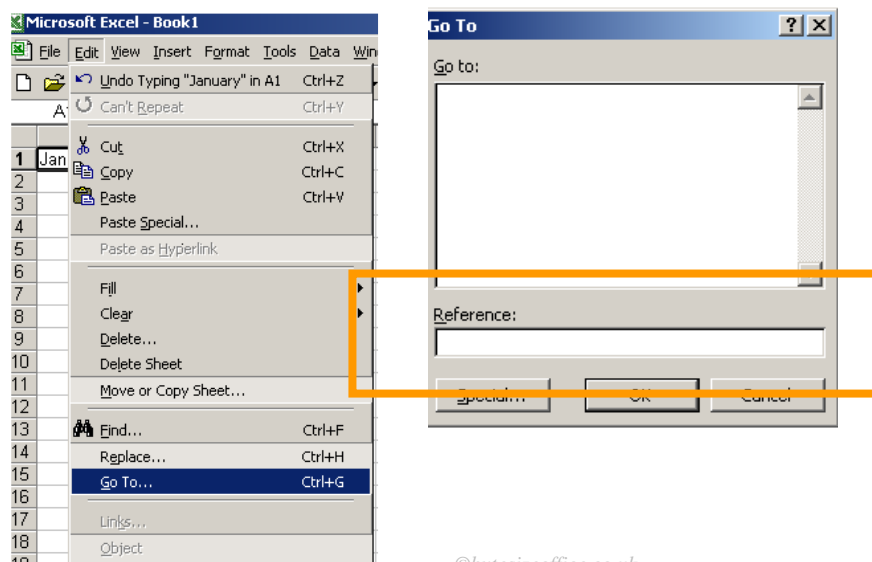 Microsoft Excel - Book1
File Edit View Insert Format Tools Data Win
Undo Typing "January" in A1 Ctrl+Z
Can't Repeat Ctrl+Y
Cut Ctrl+X
1 Jan
Copy Ctrl+C
2
Paste Ctrl+V
3
Paste Special...
4
Paste as Hyperlink
5
6
Fill
7
Clear
8
Delete...
9
Delete Sheet
10
Move or Copy Sheet...
11
12
Find... Ctrl+F
13
Replace... Ctrl+H
14
Go To... Ctrl+G
15
16
Links...
17
Object
18
Go To
Go to:
Reference:
Special...
OK
Cancel